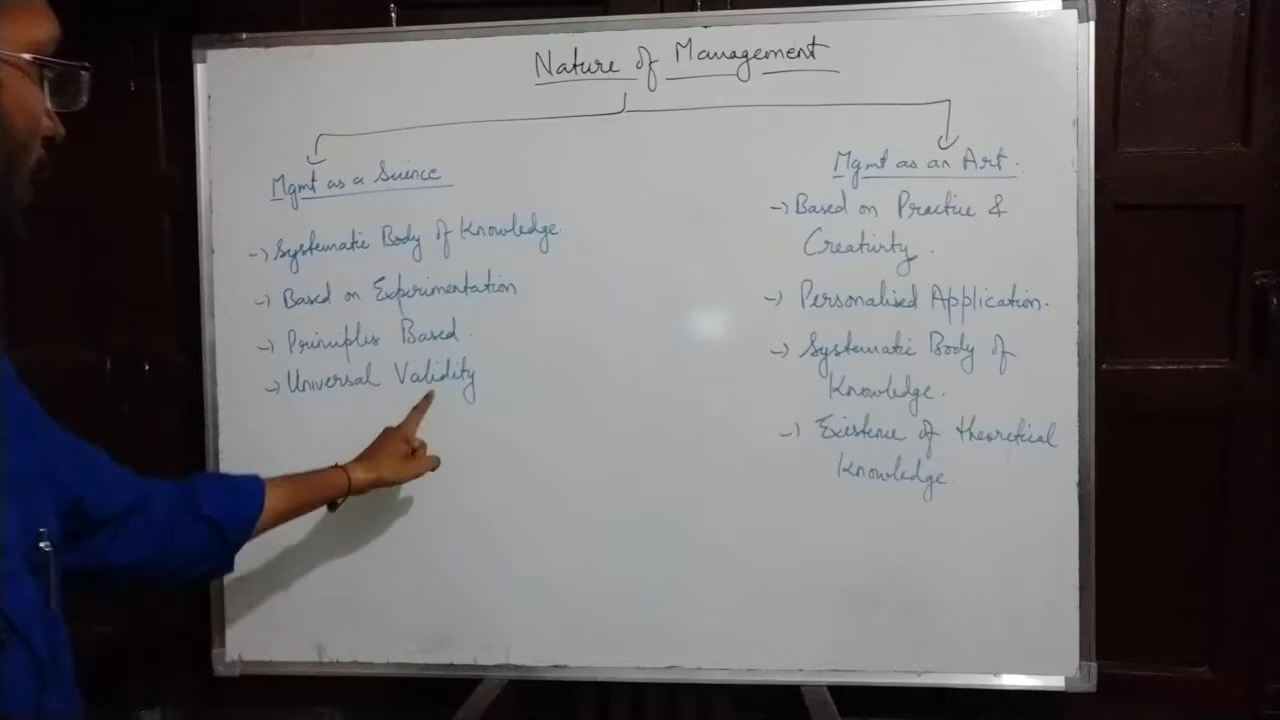 Nature of Management
Mgmt as a Science
-> Systematic Body of Knowledge.
-> Based on Experimentation
-> Principles Based.
-> Universal Validity
Mgmt as an Art.
-> Based on Practice &
Creativity.
-> Personalised Application.
-> Systematic Body of
Knowledge.
-> Existence of theoretical
Knowledge.